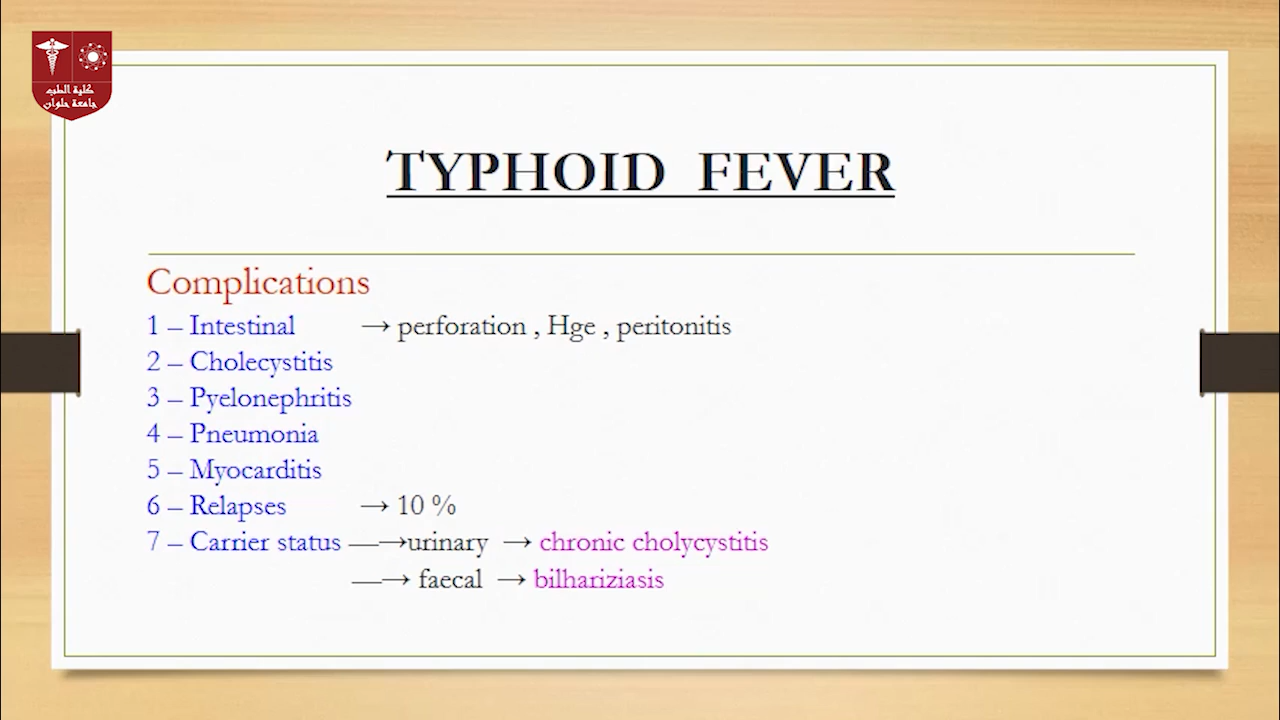 كلية الطب
جامعة حلوان
TYPHOID FEVER
Complications
1 – Intestinal → perforation , Hge , peritonitis
2 – Cholecystitis
3 – Pyelonephritis
4 – Pneumonia
5 – Myocarditis
6 – Relapses → 10 %
7 – Carrier status —→urinary → chronic cholycystitis
—→ faecal → bilhariziasis